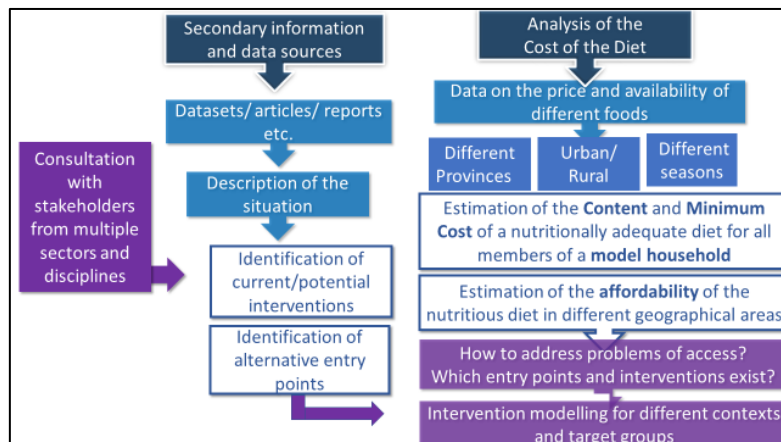 Secondary information
and data sources
Datasets/ articles/ reports
etc.
Consultation
with
stakeholders
from multiple
sectors and
disciplines
Description of the
situation
Identification of
current/potential
interventions
Identification of
alternative entry
points
Analysis of the
Cost of the Diet
Data on the price and availability of
different foods
Different
Provinces
Urban/
Rural
Different
seasons
Estimation of the Content and Minimum
Cost of a nutritionally adequate diet for all
members of a model household
Estimation of the affordability of the
nutritious diet in different geographical areas
How to address problems of access?
Which entry points and interventions exist?
Intervention modelling for different contexts
and target groups